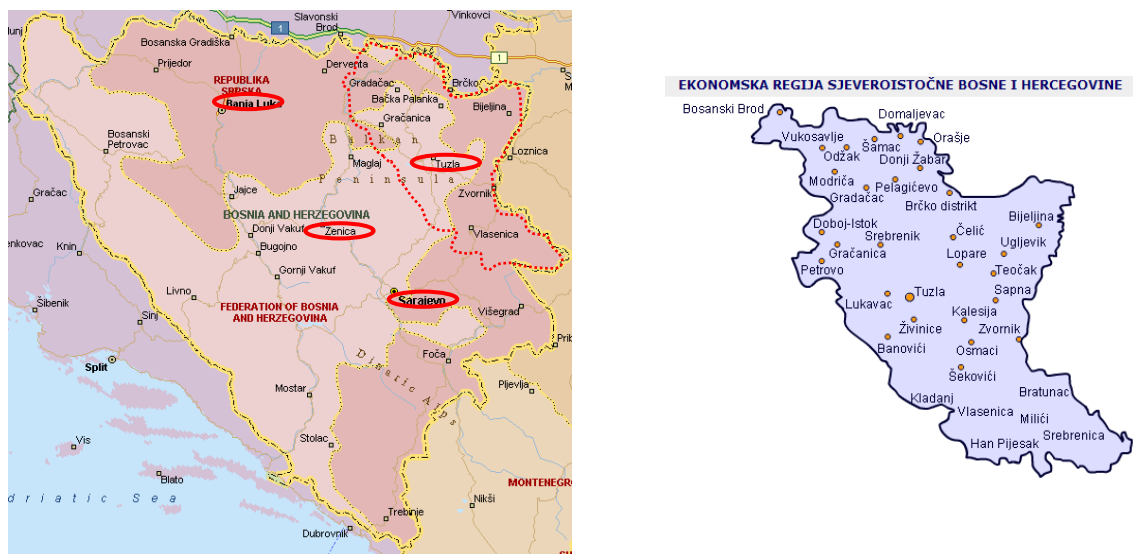 Slavonski
Brod
Vinkovci
1
Bosanska Gradiška
Prijedor
Derventa
1
REPUBLIKA
SRPSKA
Gradačac
Brčko
Banja Luka
Bačka Palanka
Bijeljina
Gračanica
Bosanski
Petrovac
Balkan
Maglaj
Tuzla
Loznica
Peninsula
Jajce
Zvornik
Gračac
BOSNIA AND HERZEGOVINA
Donji Vakuf
Zenica
Vlasenica
Knin
Bugojno
Gornji Vakuf
Livno
Sarajevo
Šibenik
FEDERATION OF BOSNIA
AND HERZEGOVINA
Višegrad
Sinj
Split
Foča
Dinaric Alps
Mostar
Pljevlja
Vis
Stolac
Blato
MONTENEGRO
Nikši
Trebinje
Dubrovnik
EKONOMSKA REGIJA SJEVEROISTOČNE BOSNE I HERCEGOVINE
Bosanski Brod
Domaljevac
Vukosavlje
Šamac
Orašje
Odžak
Donji Žabar
Modriča
Pelagićevo
Gradačac
Brčko distrikt
Bijeljina
Doboj-Istok
Čelić
Srebrenik
Ugljevik
Gračanica
Lopare
Petrovo
Teočak
Tuzla
Sapna
Lukavac
Kalesija
Živinice
Zvornik
Banovići
Osmaci
Šekovići
Bratunac
Kladanj
Vlasenica
Milići
Srebrenica
Han Pijesak